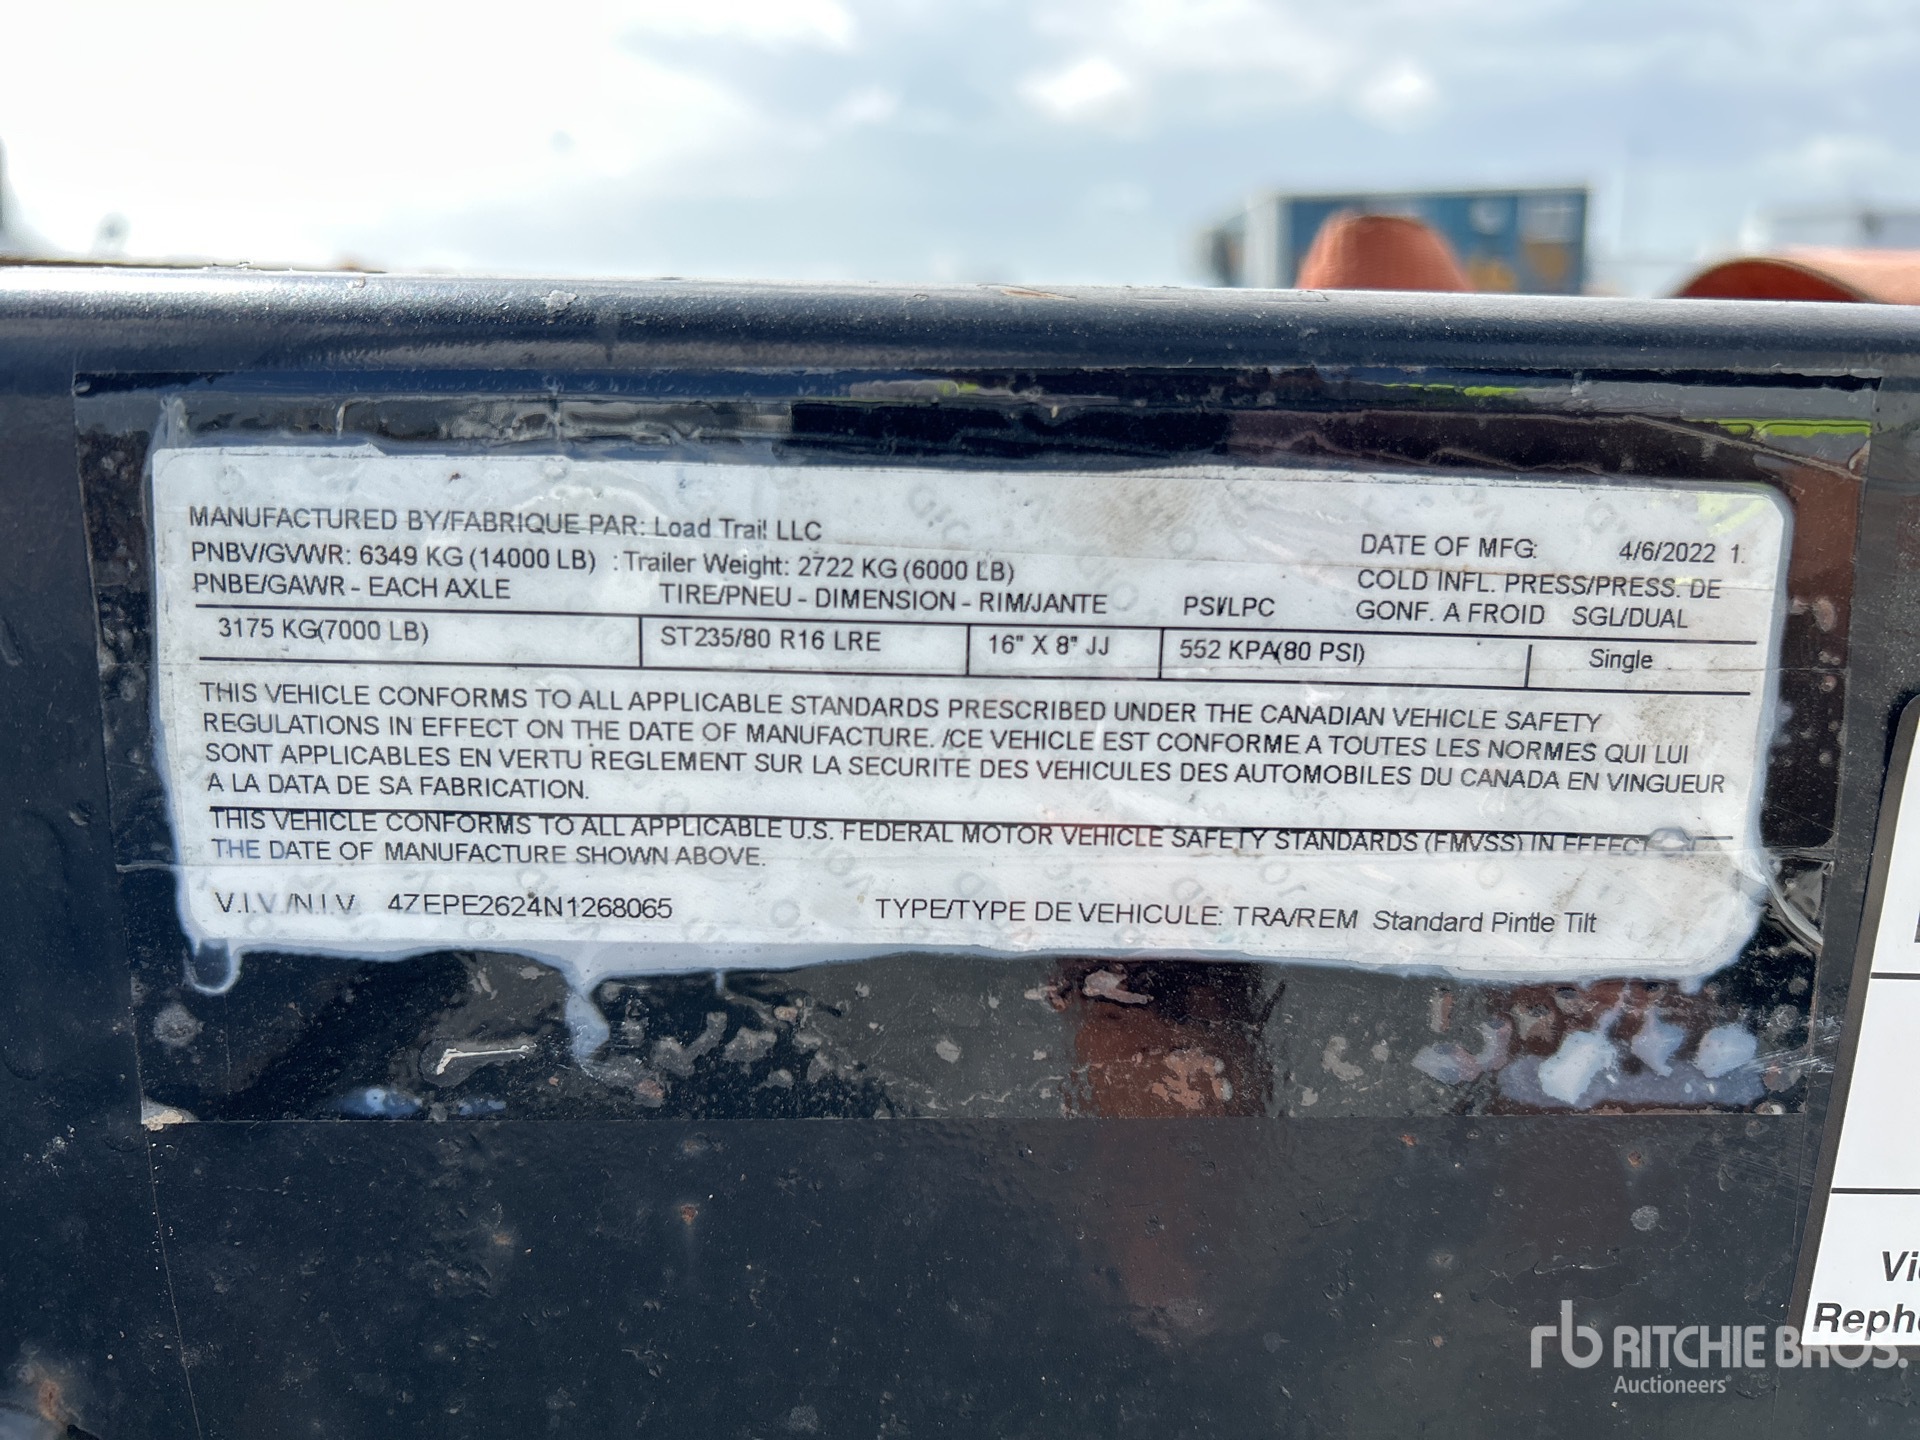 MANUFACTURED BY/FABRIQUE PAR: Load Trail LLC
PNBV/GVWR: 6349 KG (14000 LB) : Trailer Weight: 2722 KG (6000 LB)
DATE OF MFG: 4/6/2022 1.
PNBE/GAWR - EACH AXLE TIRE/PNEU - DIMENSION - RIM/JANTE PSI/LPC
COLD INFL. PRESS/PRESS. DE
GONF. A FROID SGL/DUAL
3175 KG(7000 LB) ST235/80 R16 LRE 16" X 8" JJ 552 KPA(80 PSI) Single
THIS VEHICLE CONFORMS TO ALL APPLICABLE STANDARDS PRESCRIBED UNDER THE CANADIAN VEHICLE SAFETY
REGULATIONS IN EFFECT ON THE DATE OF MANUFACTURE. /CE VEHICLE EST CONFORME A TOUTES LES NORMES QUI LUI
SONT APPLICABLES EN VERTU REGLEMENT SUR LA SECURITE DES VEHICULES DES AUTOMOBILES DU CANADA EN VINGUEUR
A LA DATA DE SA FABRICATION.
THIS VEHICLE CONFORMS TO ALL APPLICABLE U.S. FEDERAL MOTOR VEHICLE SAFETY STANDARDS (FMVSS) IN EFFECT
THE DATE OF MANUFACTURE SHOWN ABOVE.
V.I.V./N.I.V 4ZEPE2624N1268065 TYPE/TYPE DE VEHICULE: TRA/REM Standard Pintle Tilt
rb RITCHIE BROS.
Auctioneers